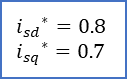 i_sd* = 0.8
i_sq* = 0.7